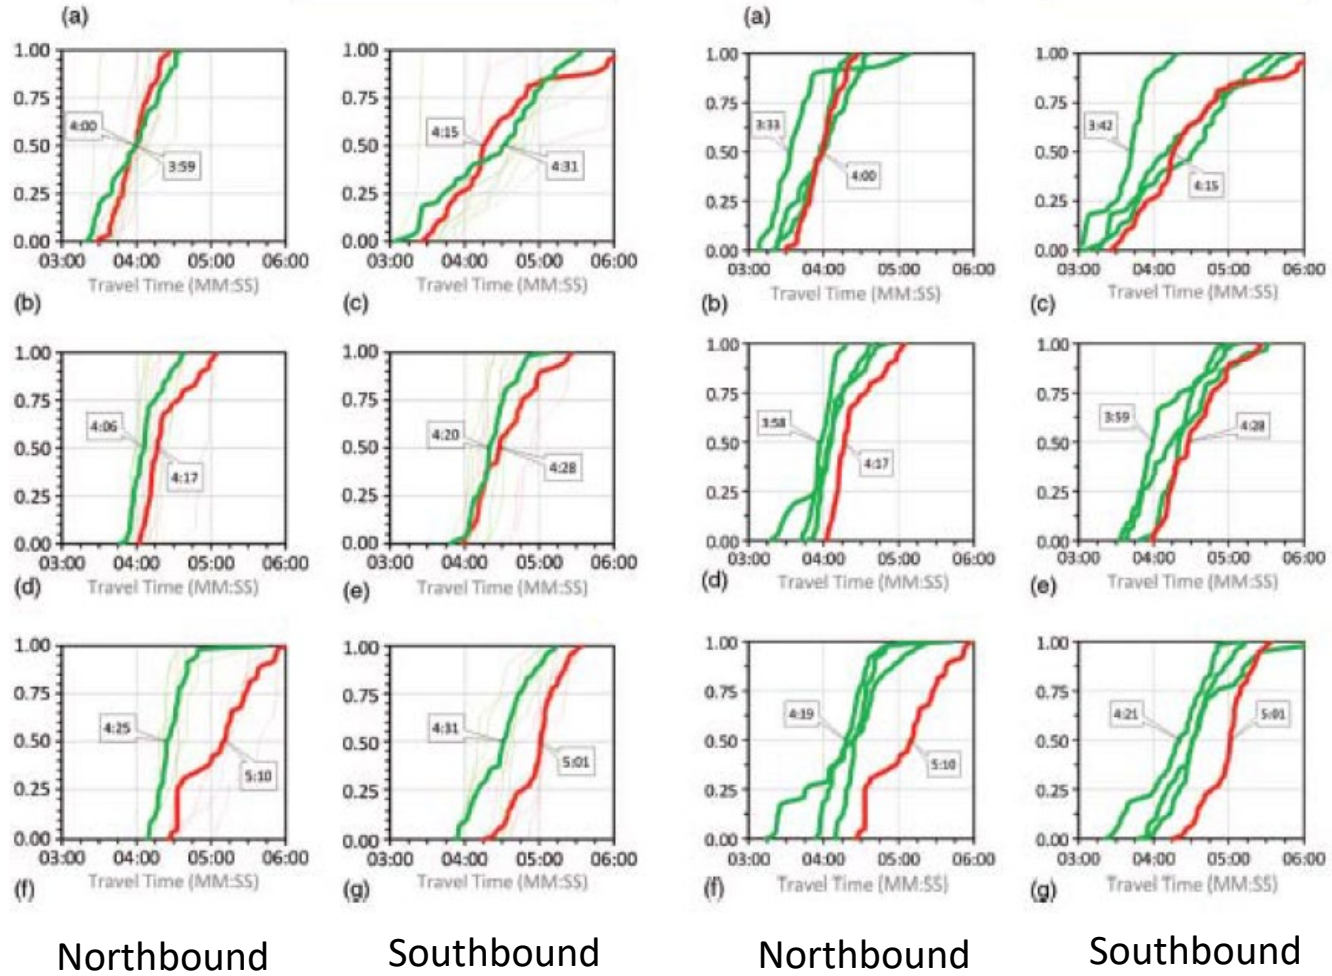 (a) (a)
1.00 1.00 1.00 1.00
0.75 0.75 0.75 0.75
4:00 4:15 3:33 3:42
0.50 0.50 0.50 0.50
3:59 4:31 4:00 4:15
0.25 0.25 0.25 0.25
0.00 0.00 0.00 0.00
03:00 04:00 05:00 06:00 03:00 04:00 05:00 06:00 03:00 04:00 05:00 06:00 03:00 04:00 05:00 06:00
Travel Time (MM:SS) Travel Time (MM:SS) Travel Time (MM:SS) Travel Time (MM:SS)
(b) (c) (b) (c)
1.00 1.00 1.00 1.00
0.75 0.75 0.75 0.75
4:06 4:20 3:58 3:59 4:28
0.50 0.50 0.50 0.50
4:17 4:28 4:17
0.25 0.25 0.25 0.25
0.00 0.00 0.00 0.00
03:00 04:00 05:00 06:00 03:00 04:00 05:00 06:00 03:00 04:00 05:00 06:00 03:00 04:00 05:00 06:00
Travel Time (MM:SS) Travel Time (MM:SS) Travel Time (MM:SS) Travel Time (MM:SS)
(d) (e) (d) (e)
1.00 1.00 1.00 1.00
0.75 0.75 0.75 0.75
4:25 4:31 4:19 4:21 5:01
0.50 0.50 0.50 0.50
5:10 5:01 5:10
0.25 0.25 0.25 0.25
0.00 0.00 0.00 0.00
03:00 04:00 05:00 06:00 03:00 04:00 05:00 06:00 03:00 04:00 05:00 06:00 03:00 04:00 05:00 06:00
Travel Time (MM:SS) Travel Time (MM:SS) Travel Time (MM:SS) Travel Time (MM:SS)
(f) (g) (f) (g)
Northbound Southbound Northbound Southbound